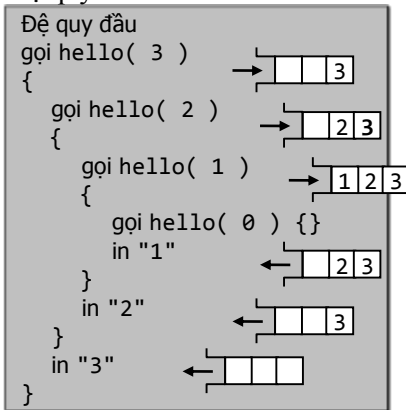 Đệ quy đầu
gọi hello( 3 )
3
{
gọi hello( 2 )
2 3
{
gọi hello( 1 )
1 2 3
{
gọi hello( 0 ) {}
in "1"
2 3
}
in "2"
3
}
in "3"
}